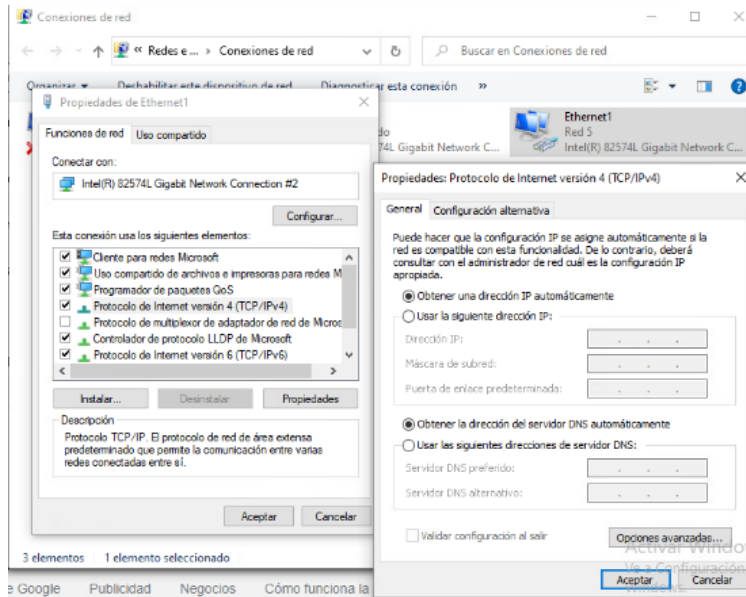 Conexiones de red
« Redes e ... › Conexiones de red
Buscar en Conexiones de red
Organizar
Deshabilitar este dispositivo de red
Diagnosticar esta conexión
»
Ethernet1
Red 5
Intel(R) 82574L Gigabit Network C...
do
74L Gigabit Network C...
Propiedades de Ethernet1
Funciones de red
Uso compartido
Conectar con:
Intel(R) 82574L Gigabit Network Connection #2
Configurar...
Esta conexión usa los siguientes elementos:
Cliente para redes Microsoft
Uso compartido de archivos e impresoras para redes M
Programador de paquetes QoS
Protocolo de Internet versión 4 (TCP/IPv4)
Protocolo de multiplexor de adaptador de red de Micros
Controlador de protocolo LLDP de Microsoft
Protocolo de Internet versión 6 (TCP/IPv6)
Instalar...
Desinstalar
Propiedades
Descripción
Protocolo TCP/IP. El protocolo de red de área extensa
predeterminado que permite la comunicación entre varias
redes conectadas entre sí.
Aceptar
Cancelar
Propiedades: Protocolo de Internet versión 4 (TCP/IPv4)
General
Configuración alternativa
Puede hacer que la configuración IP se asigne automáticamente si la
red es compatible con esta funcionalidad. De lo contrario, deberá
consultar con el administrador de red cuál es la configuración IP
apropiada.
Obtener una dirección IP automáticamente
Usar la siguiente dirección IP:
Dirección IP:
Máscara de subred:
Puerta de enlace predeterminada:
Obtener la dirección del servidor DNS automáticamente
Usar las siguientes direcciones de servidor DNS:
Servidor DNS preferido:
Servidor DNS alternativo:
Validar configuración al salir
Opciones avanzadas...
Activar Window
Ve a Configuración
Windows.
Aceptar
Cancelar
3 elementos
1 elemento seleccionado
e Google
Publicidad
Negocios
Cómo funciona la